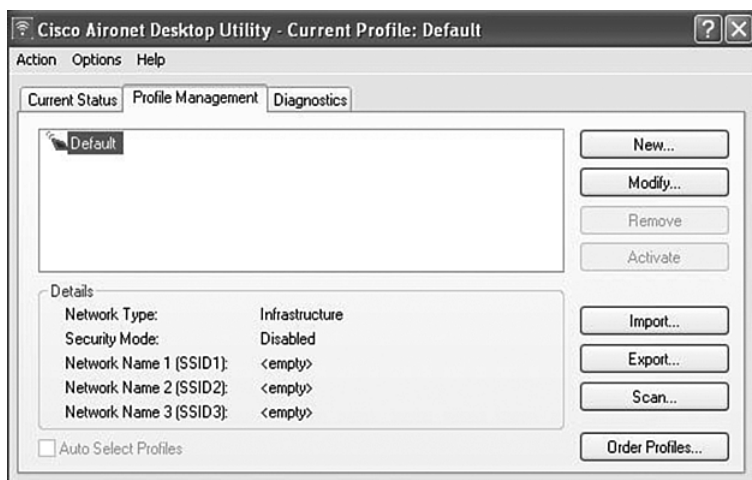 Cisco Aironet Desktop Utility - Current Profile: Default
Action Options Help
Current Status Profile Management Diagnostics
Default
New...
Modify...
Remove
Activate
Details
Network Type: Infrastructure
Security Mode: Disabled
Network Name 1 (SSID1): <empty>
Network Name 2 (SSID2): <empty>
Network Name 3 (SSID3): <empty>
Import...
Export...
Scan...
Auto Select Profiles
Order Profiles...